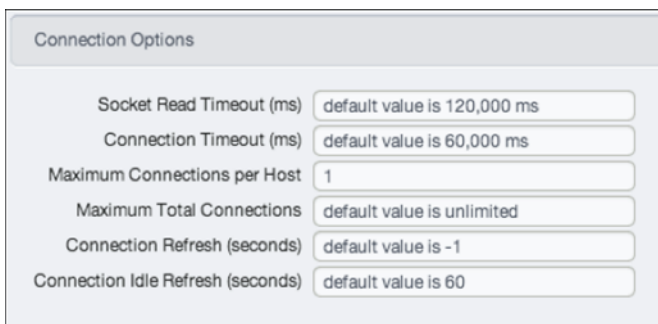 Connection Options
Socket Read Timeout (ms) default value is 120,000 ms
Connection Timeout (ms) default value is 60,000 ms
Maximum Connections per Host 1
Maximum Total Connections default value is unlimited
Connection Refresh (seconds) default value is -1
Connection Idle Refresh (seconds) default value is 60